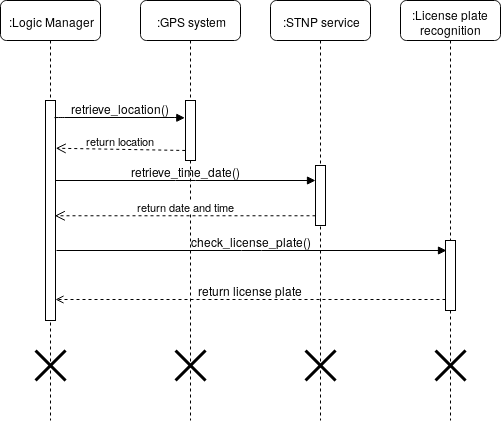 :Logic Manager
:GPS system
:STNP service
:License plate
recognition
retrieve_location()
return location
retrieve_time_date()
return date and time
check_license_plate()
return license plate